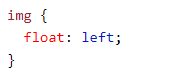 img {
  float: left;
}